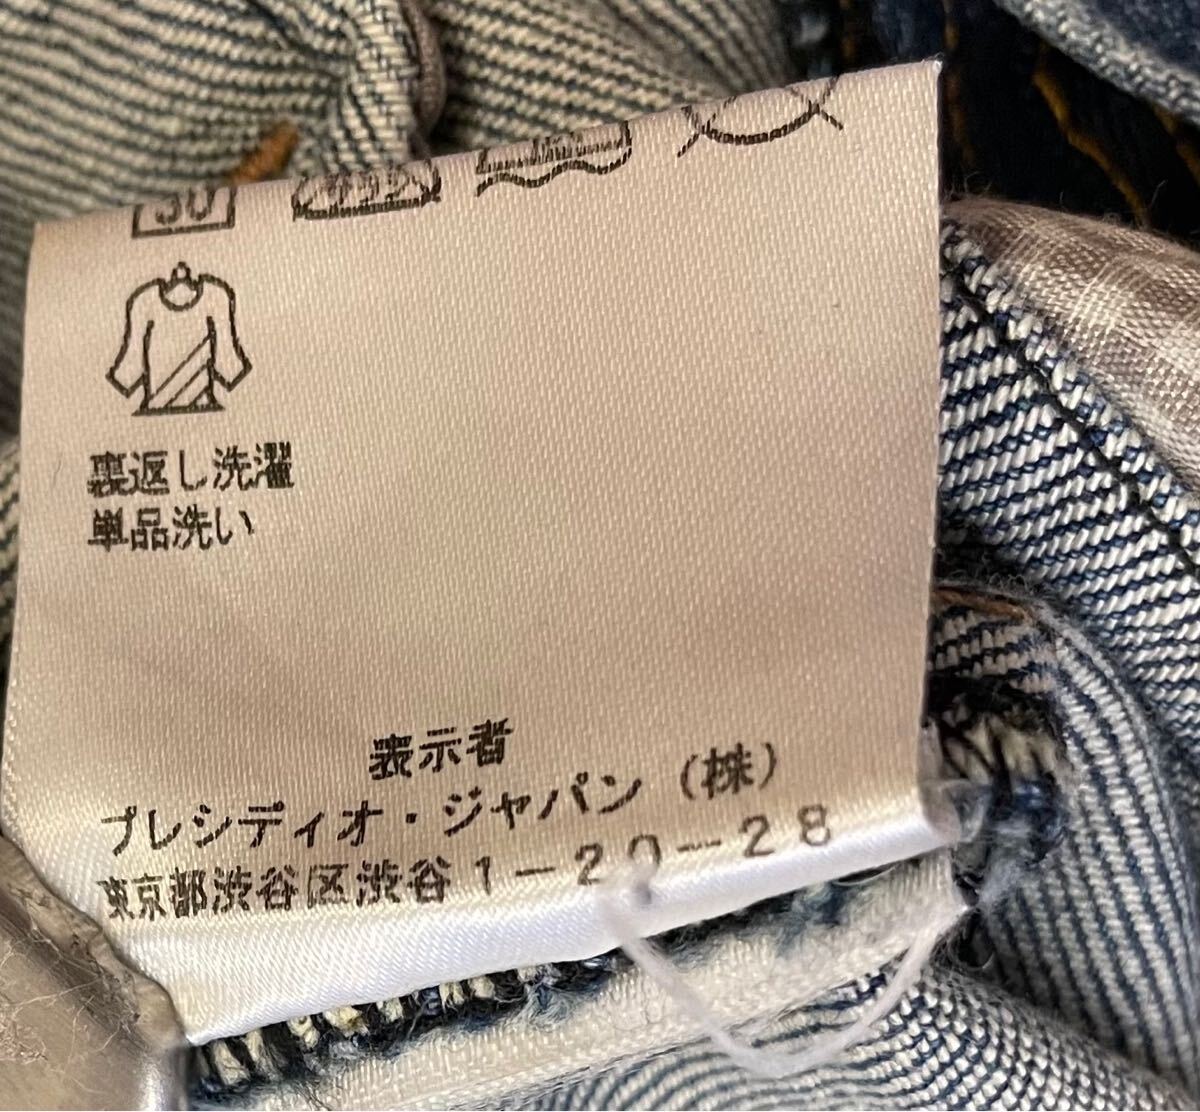 30
裏返し洗濯
単品洗い
表示者
プレシディオ・ジャパン（株）
東京都渋谷区渋谷１－２０－２８